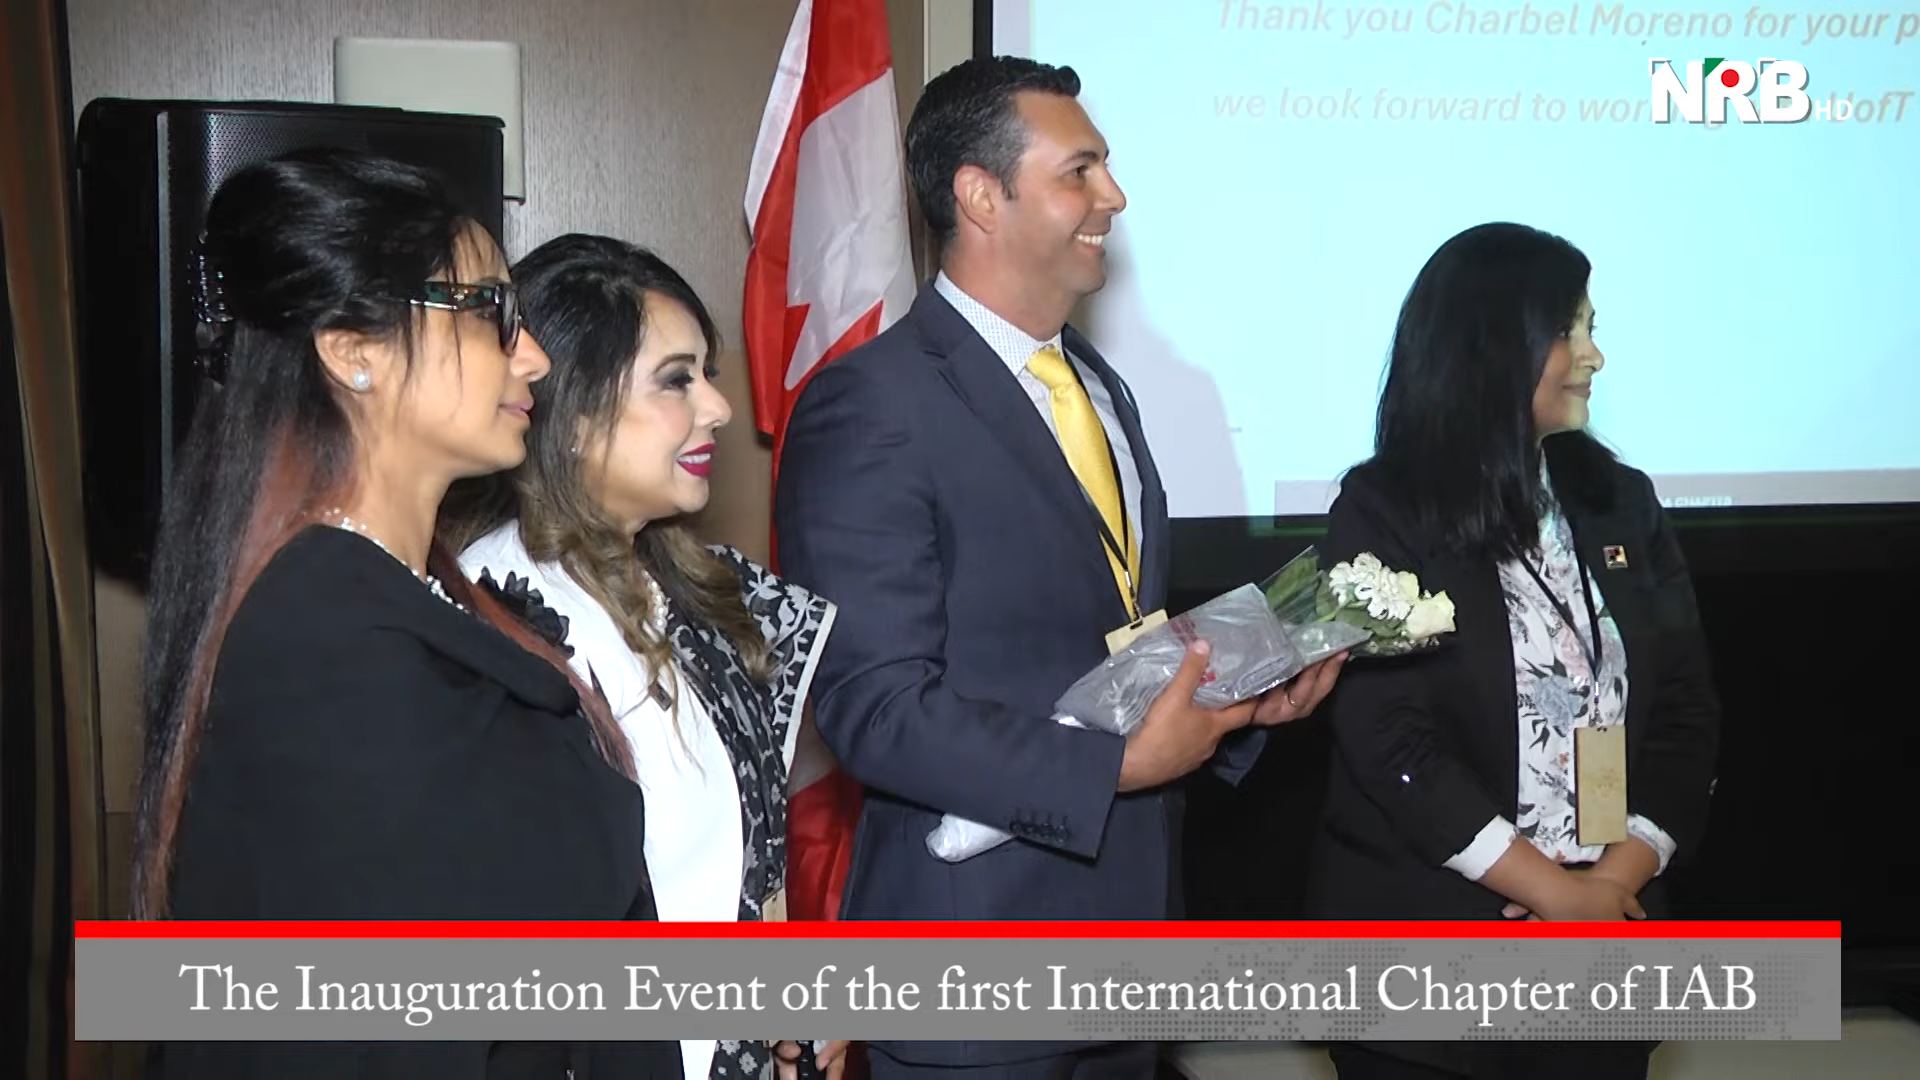 Thank you Charbel Moreno for your p
NRB HD
we look forward to wor
CHAPTER
The Inauguration Event of the first International Chapter of IAB